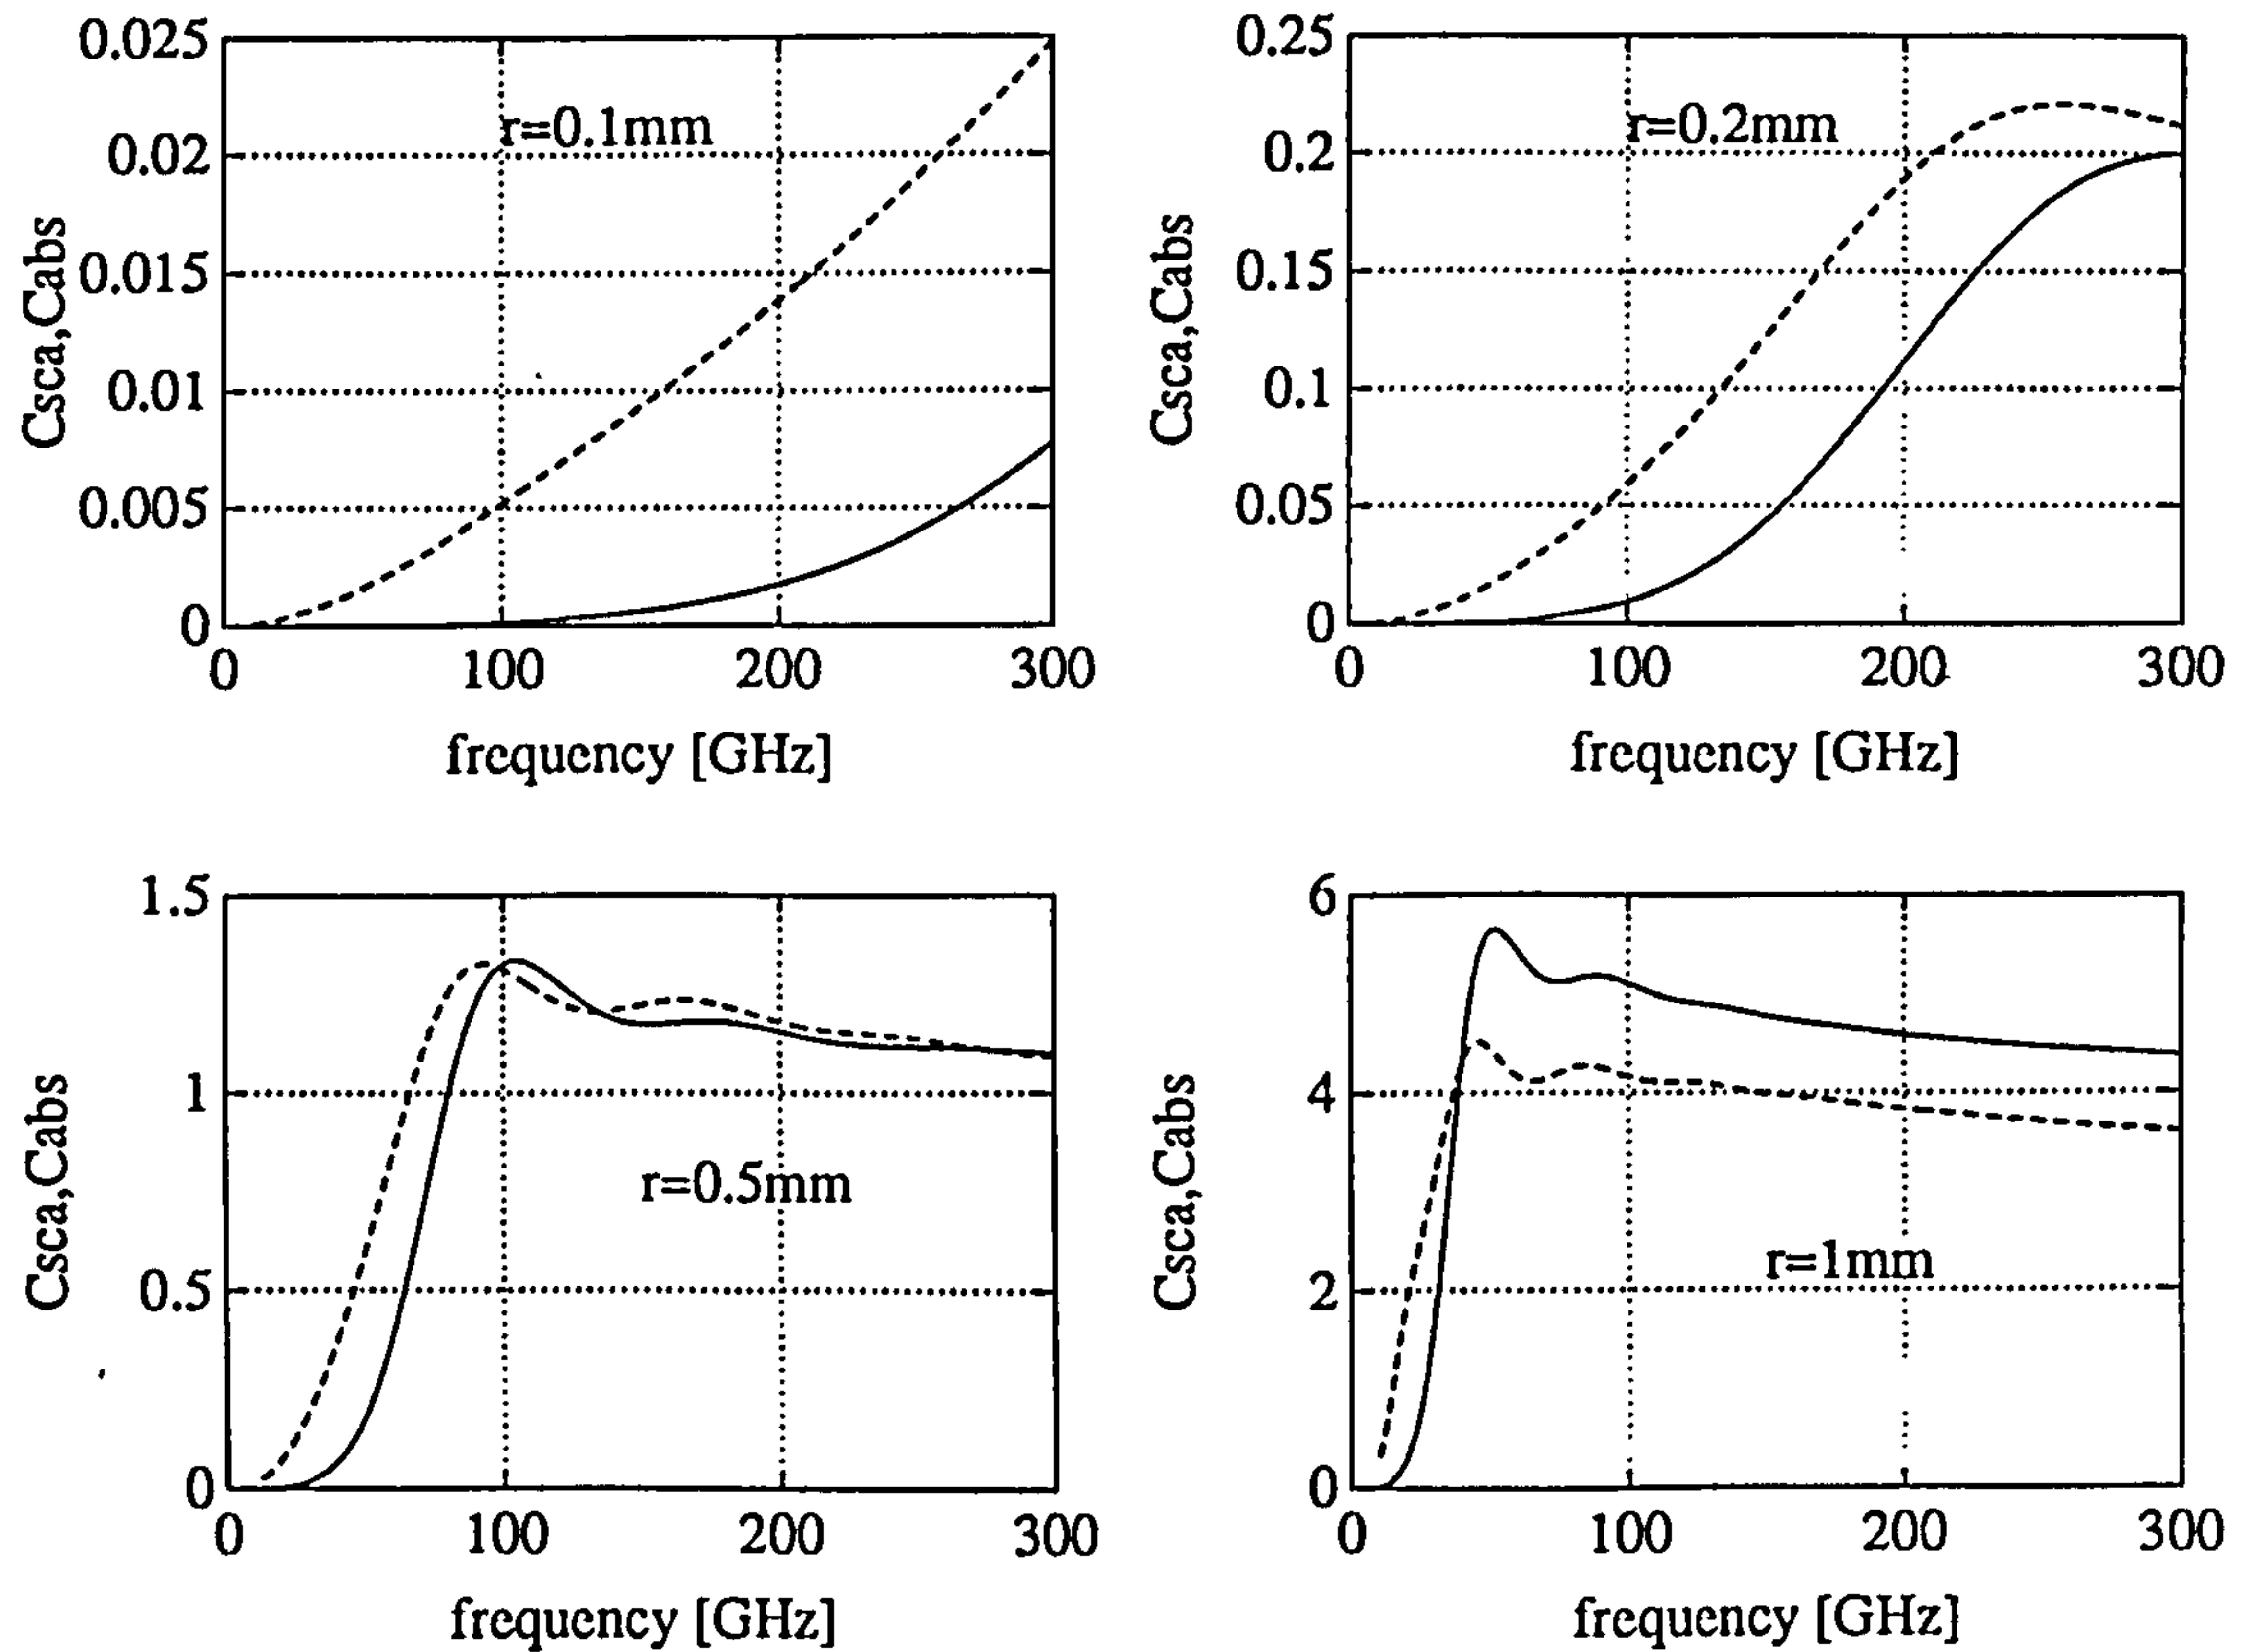 0.025
0.02
0.015
0.01
0.005
0
Csca,Cabs
r=0.1mm
0 100 200 300
frequency [GHz]
0.25
0.2
0.15
0.1
0.05
0
Csca,Cabs
r=0.2mm
0 100 200 300
frequency [GHz]
1.5
1
0.5
0
Csca,Cabs
r=0.5mm
0 100 200 300
frequency [GHz]
6
4
2
0
Csca,Cabs
r=1mm
0 100 200 300
frequency [GHz]